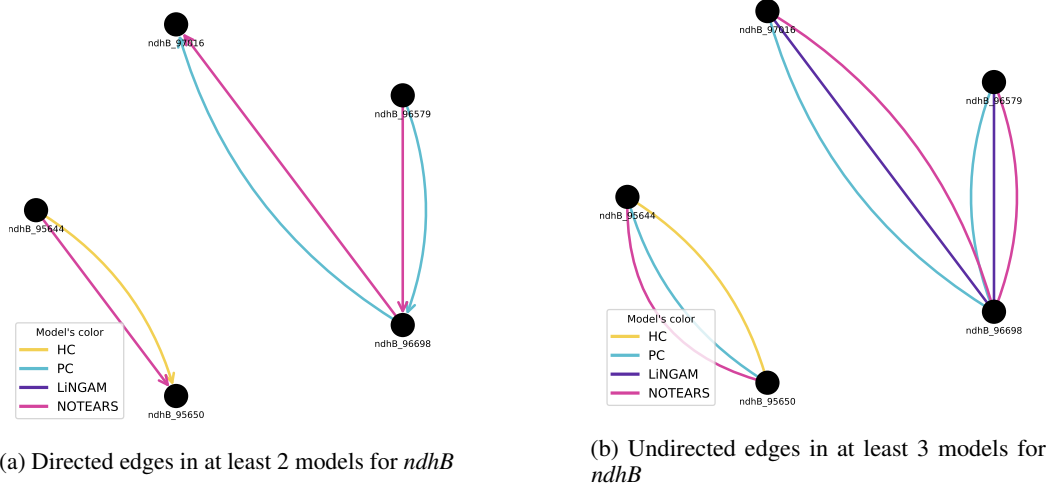 ndhB_97016
ndhB_96579
ndhB_95644
ndhB_96698
Model's color
HC
PC
LiNGAM
NOTEARS
ndhB_95650
(a) Directed edges in at least 2 models for ndhB
ndhB_97016
ndhB_96579
ndhB_95644
Model's color
HC
PC
LiNGAM
NOTEARS
ndhB_96698
ndhB_95650
(b) Undirected edges in at least 3 models for
ndhB